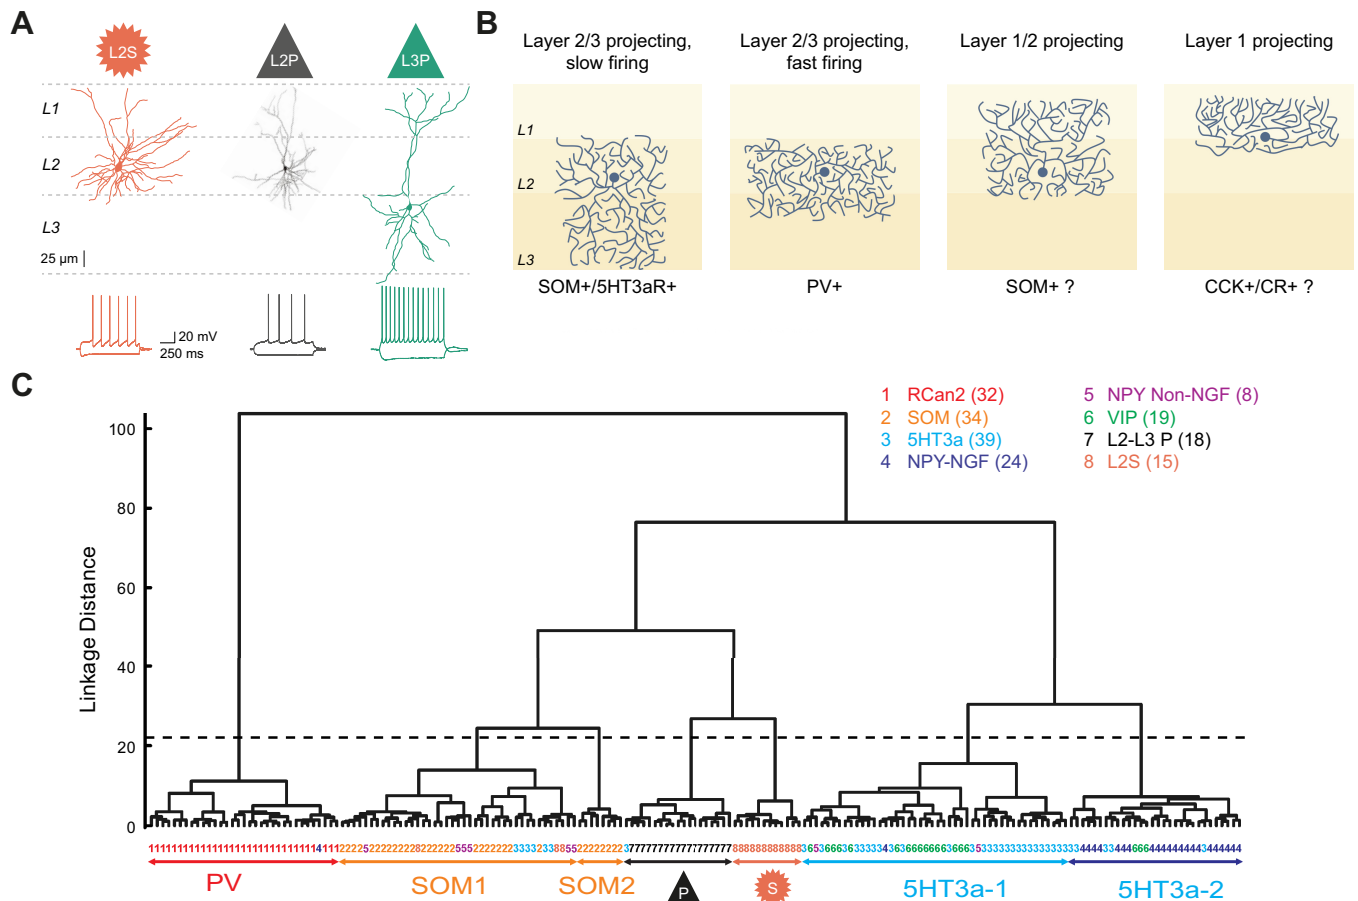 A
L2S
L2P
L3P
L1
L2
L3
25 µm
20 mV
250 ms
B
Layer 2/3 projecting,
slow firing
Layer 2/3 projecting,
fast firing
Layer 1/2 projecting
Layer 1 projecting
L1
L2
L3
SOM+/5HT3aR+
PV+
SOM+ ?
CCK+/CR+ ?
C
1 RCan2 (32)
2 SOM (34)
3 5HT3a (39)
4 NPY-NGF (24)
5 NPY Non-NGF (8)
6 VIP (19)
7 L2-L3 P (18)
8 L2S (15)
Linkage Distance
100
80
60
40
20
0
PV
SOM1
SOM2
P
S
5HT3a-1
5HT3a-2